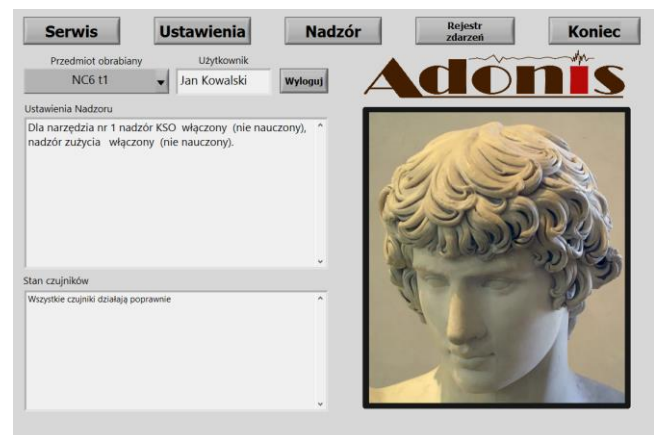 Serwis
Ustawienia
Nadzór
Rejestr
zdarzeń
Koniec
Przedmiot obrabiany
Użytkownik
NC6 t1
Jan Kowalski
Wyloguj
Adonis
Ustawienia Nadzoru
Dla narzędzia nr 1 nadzór KSO włączony (nie nauczony),
nadzór zużycia włączony (nie nauczony).
Stan czujników
Wszystkie czujniki działają poprawnie